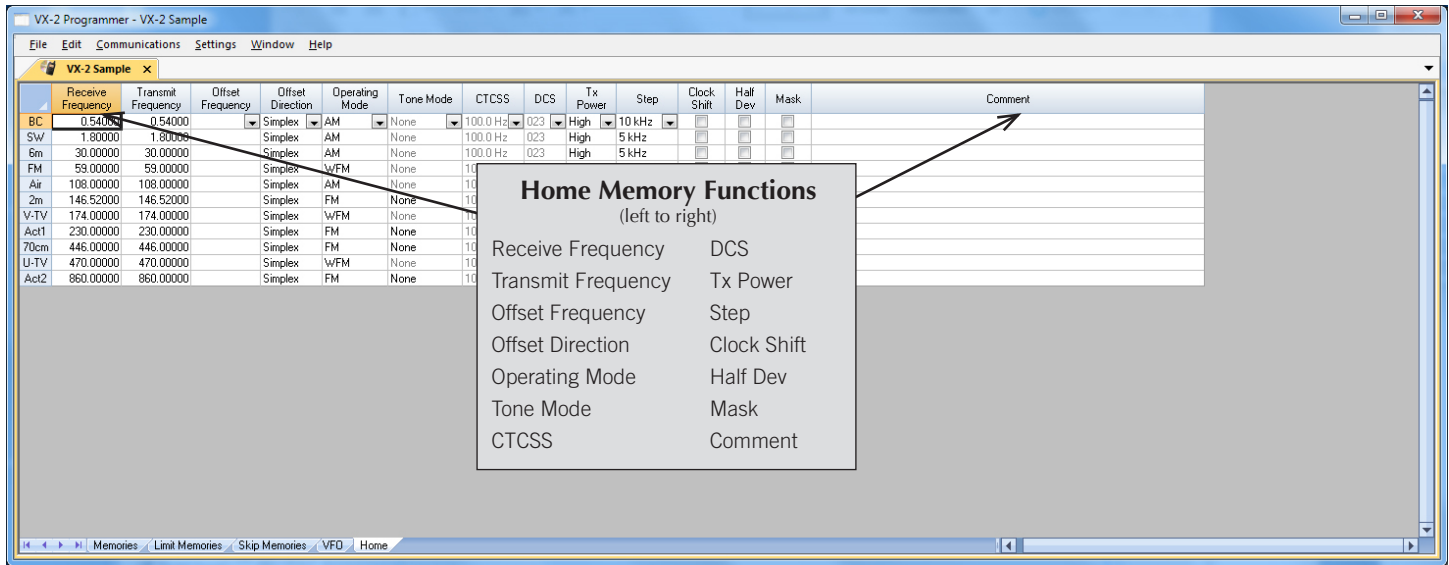 VX-2 Programmer - VX-2 Sample
File Edit Communications Settings Window Help
VX-2 Sample
Receive Frequency Transmit Frequency Offset Frequency Offset Direction Operating Mode Tone Mode CTCSS DCS Tx Power Step Clock Shift Half Dev Mask Comment
BC 0.54000 0.54000 Simplex AM None 100.0 Hz 023 High 10 kHz
SW 1.80000 1.80000 Simplex AM None 100.0 Hz 023 High 5 kHz
6m 30.00000 30.00000 Simplex AM None 100.0 Hz 023 High 5 kHz
FM 59.00000 59.00000 Simplex WFM None 10
Air 108.00000 108.00000 Simplex AM None 10
2m 146.52000 146.52000 Simplex FM None 10
V-TV 174.00000 174.00000 Simplex WFM None 10
Act1 230.00000 230.00000 Simplex FM None 10
70cm 446.00000 446.00000 Simplex FM None 10
U-TV 470.00000 470.00000 Simplex WFM None 10
Act2 860.00000 860.00000 Simplex FM None 10
Home Memory Functions
(left to right)
Receive Frequency DCS
Transmit Frequency Tx Power
Offset Frequency Step
Offset Direction Clock Shift
Operating Mode Half Dev
Tone Mode Mask
CTCSS Comment
Memories Limit Memories Skip Memories VFO Home